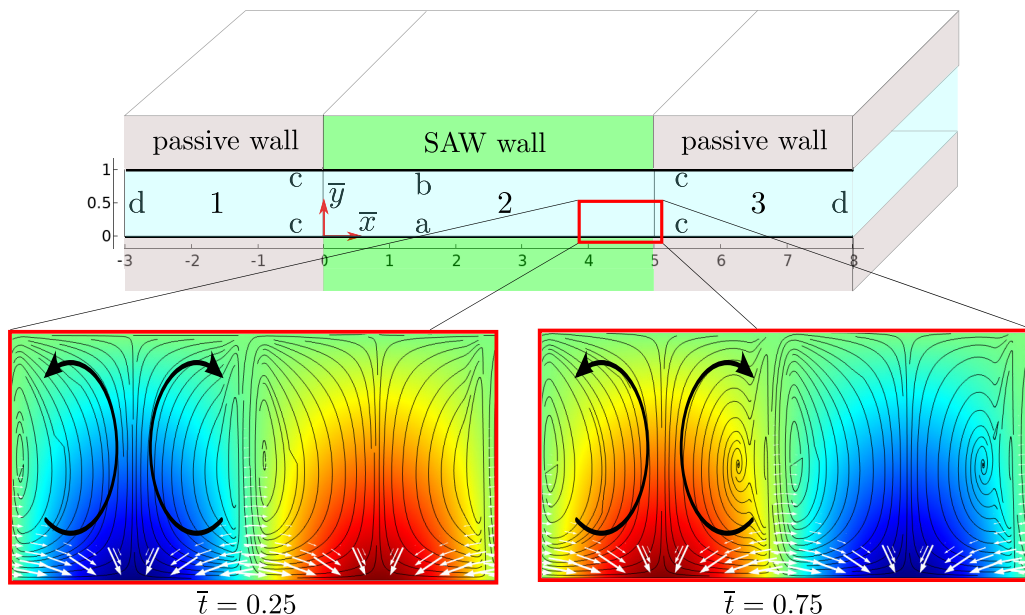 passive wall SAW wall passive wall
1 c b c
d 1 y̅ 2 3 d
0.5 x̅
0 c a c
-3 -2 -1 0 1 2 3 4 5 6 7 8
t̅ = 0.25 t̅ = 0.75